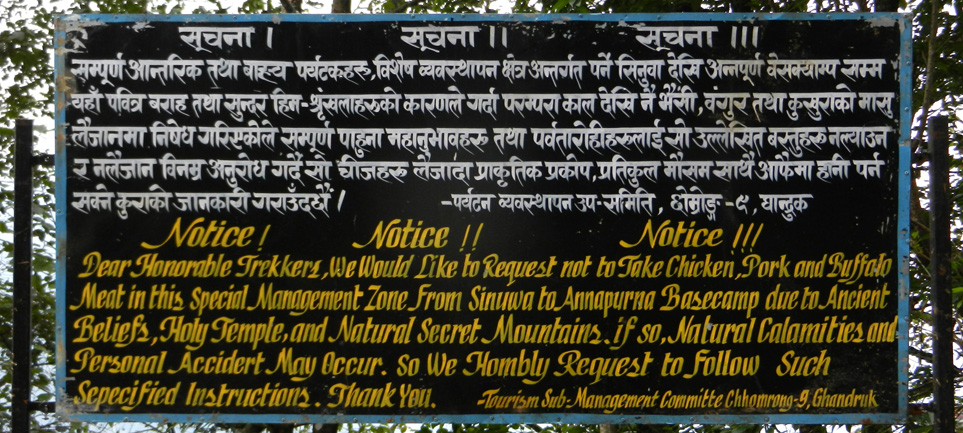 सूचना । सूचना ।। सूचना ।।।
सम्पूर्ण आन्तरिक तथा बाह्य पर्यटकहरू, विशेष व्यवस्थापन क्षेत्र अन्तर्गत पर्ने सिनुवा देखि अन्नपूर्ण वेसक्याम्प सम्म
यहाँ पवित्र बराह तथा सुन्दर हिम-श्रृंखलाहरुको कारणले गर्दा परम्परा काल देखि नै भैंसी, वंगुर तथा कुखुराको मासु
लैजानमा निषेध गरिएकोले सम्पूर्ण पाहुना महानुभावहरू तथा पर्वतारोहीहरूलाई सो उल्लेखित वस्तुहरू नल्याउन
र नलैजान विनम्र अनुरोध गर्दै सो चीजहरू लैजाँदा प्राकृतिक प्रकोप, प्रतिकुल मौसम साथै आफैमा हानी पर्न
सक्ने कुराको जानकारी गराउँदछौं ।
-पर्यटन व्यवस्थापन उप-समिति, छोम्रोङ्ग -९, घान्द्रुक
Notice ! Notice !! Notice !!!
Dear Honorable Trekkers, We Would Like to Request not to Take Chicken, Pork and Buffalo
Meat in this Special Management Zone From Sinuwa to Annapurna Basecamp due to Ancient
Beliefs, Holy Temple, and Natural Secret Mountains. if so, Natural Calamities and
Personal Accidert May Occur. So We Hombly Request to Follow Such
Sepecified Instructions. Thank You.
-Tourism Sub-Management Committe Chhomrong-9, Ghandruk